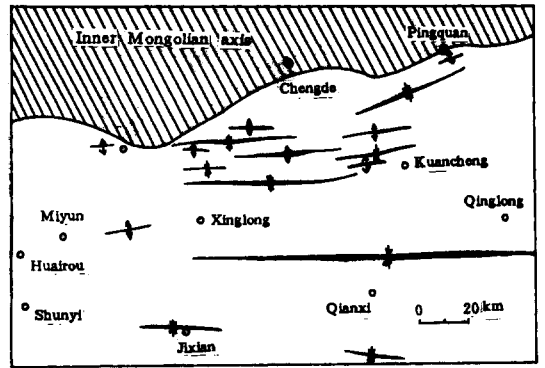 Inner Mongolian axis
Pingquan
Chengde
Kuancheng
Qinglong
Miyun
Xinglong
Huairou
Qianxi
0 20 km
Shunyi
Jixian